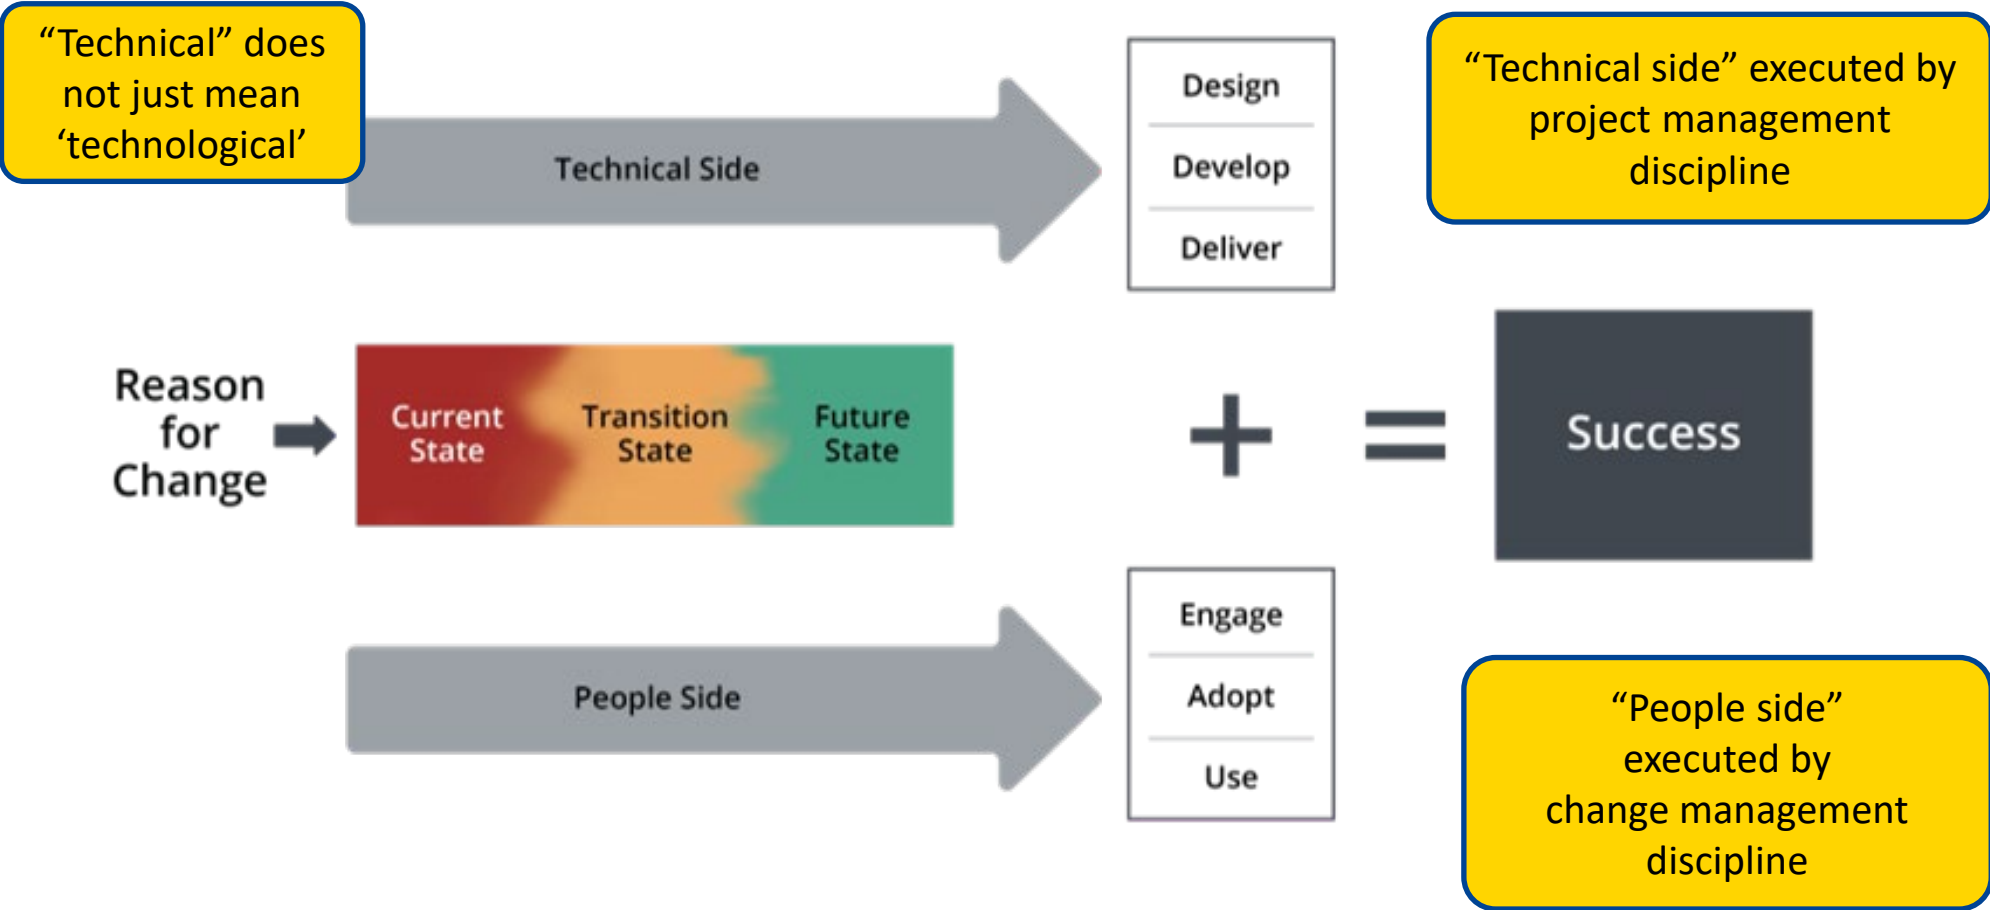 “Technical” does
not just mean
‘technological’
Technical Side
Design
Develop
Deliver
“Technical side” executed by
project management
discipline
Reason
for
Change
Current
State
Transition
State
Future
State
+
=
Success
People Side
Engage
Adopt
Use
“People side”
executed by
change management
discipline